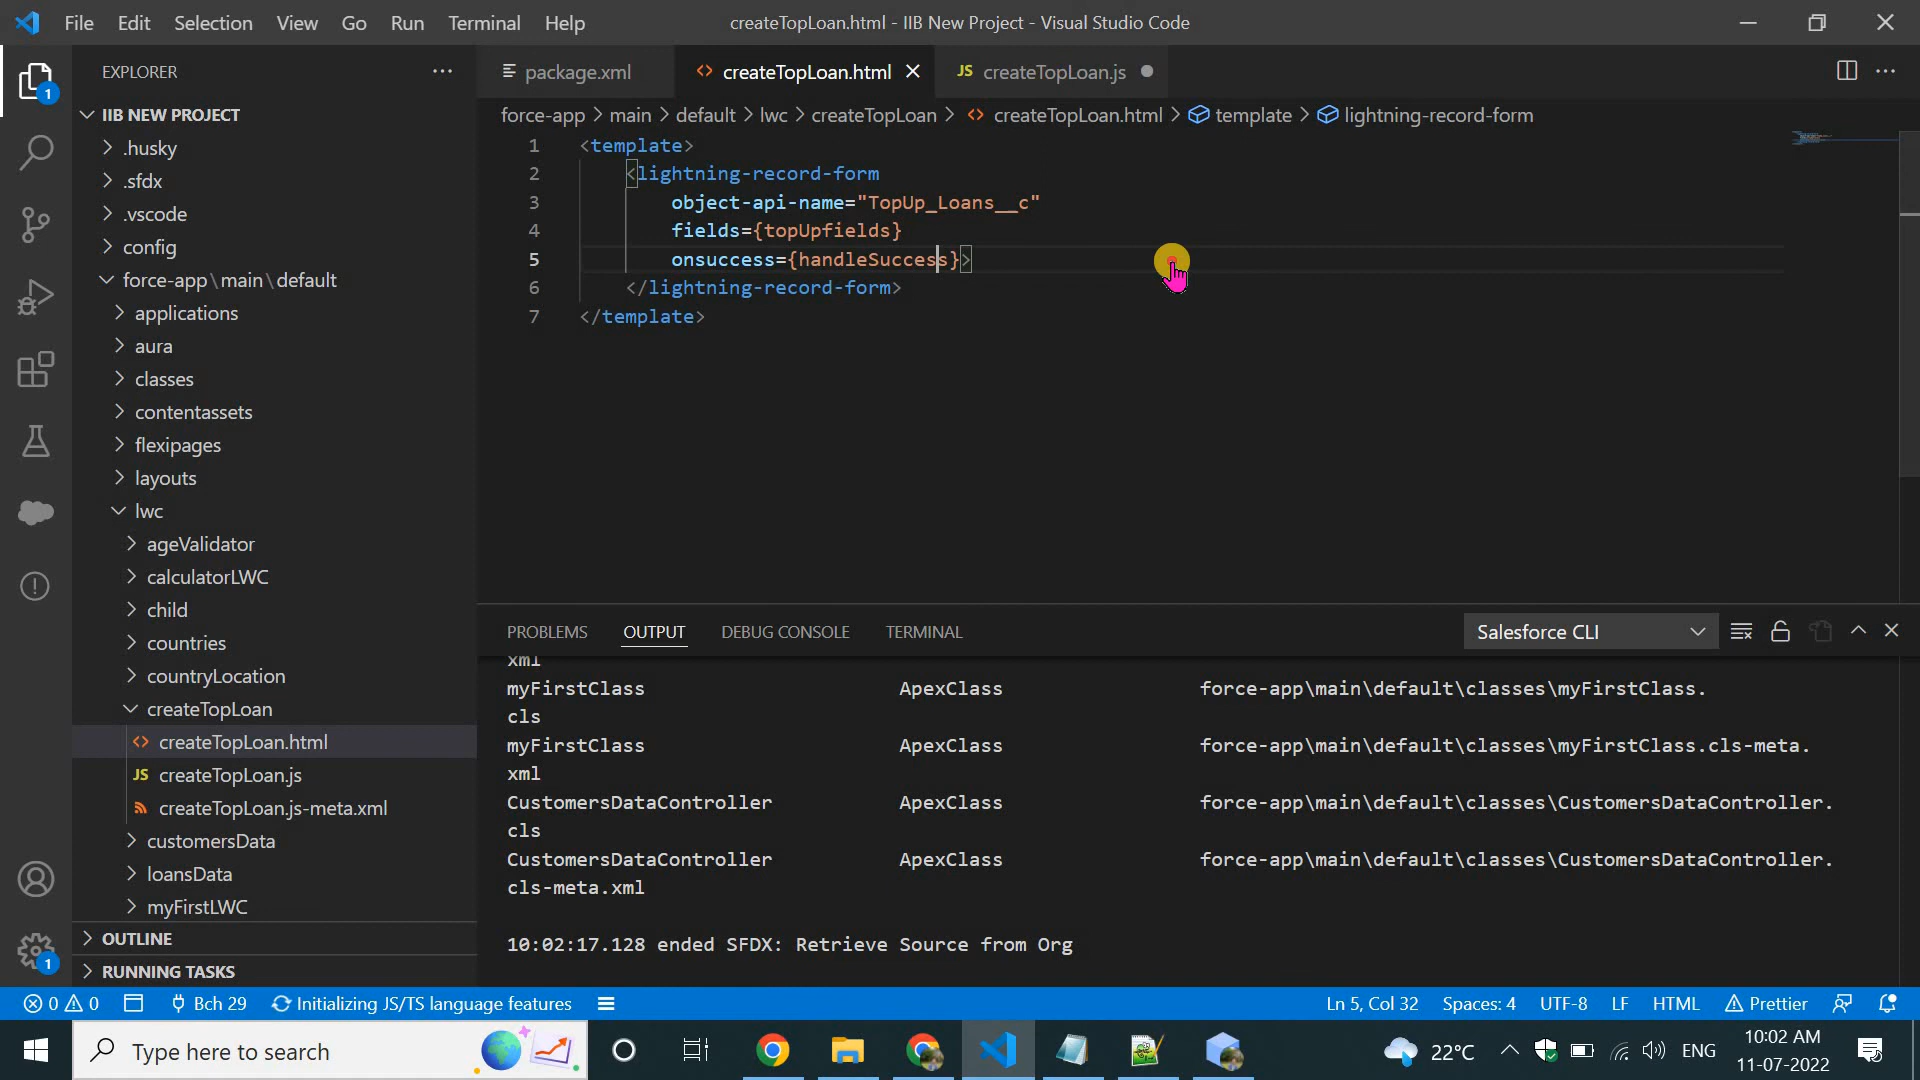 File Edit Selection View Go Run Terminal Help
createTopLoan.html - IIB New Project - Visual Studio Code
EXPLORER
IIB NEW PROJECT
.husky
.sfdx
.vscode
config
force-app\main\default
applications
aura
classes
contentassets
flexipages
layouts
lwc
ageValidator
calculatorLWC
child
countries
countryLocation
createTopLoan
createTopLoan.html
JS createTopLoan.js
createTopLoan.js-meta.xml
customersData
loansData
myFirstLWC
OUTLINE
RUNNING TASKS
package.xml
createTopLoan.html
JS createTopLoan.js
force-app > main > default > lwc > createTopLoan > createTopLoan.html > template > lightning-record-form
1 <template>
2 <lightning-record-form
3 object-api-name="TopUp_Loans__c"
4 fields={topUpfields}
5 onsuccess={handleSuccess}>
6 </lightning-record-form>
7 </template>
PROBLEMS OUTPUT DEBUG CONSOLE TERMINAL
Salesforce CLI
xml
myFirstClass ApexClass force-app\main\default\classes\myFirstClass.
cls
myFirstClass ApexClass force-app\main\default\classes\myFirstClass.cls-meta.
xml
CustomersDataController ApexClass force-app\main\default\classes\CustomersDataController.
cls
CustomersDataController ApexClass force-app\main\default\classes\CustomersDataController.
cls-meta.xml
10:02:17.128 ended SFDX: Retrieve Source from Org
1
1
0 0 Bch 29 Initializing JS/TS language features
Ln 5, Col 32 Spaces: 4 UTF-8 LF HTML Prettier
Type here to search
22°C ENG
10:02 AM
11-07-2022